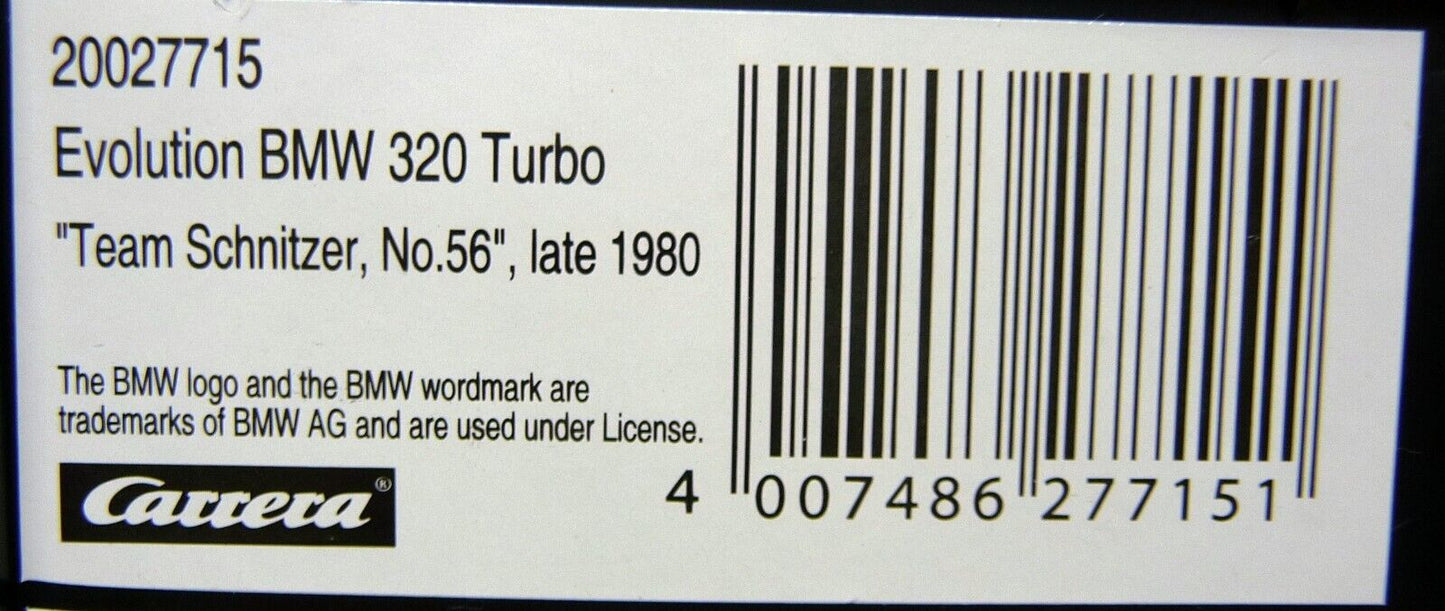 20027715
Evolution BMW 320 Turbo
"Team Schnitzer, No.56", late 1980
The BMW logo and the BMW wordmark are
trademarks of BMW AG and are used under License.
Carrera®
4 007486 277151